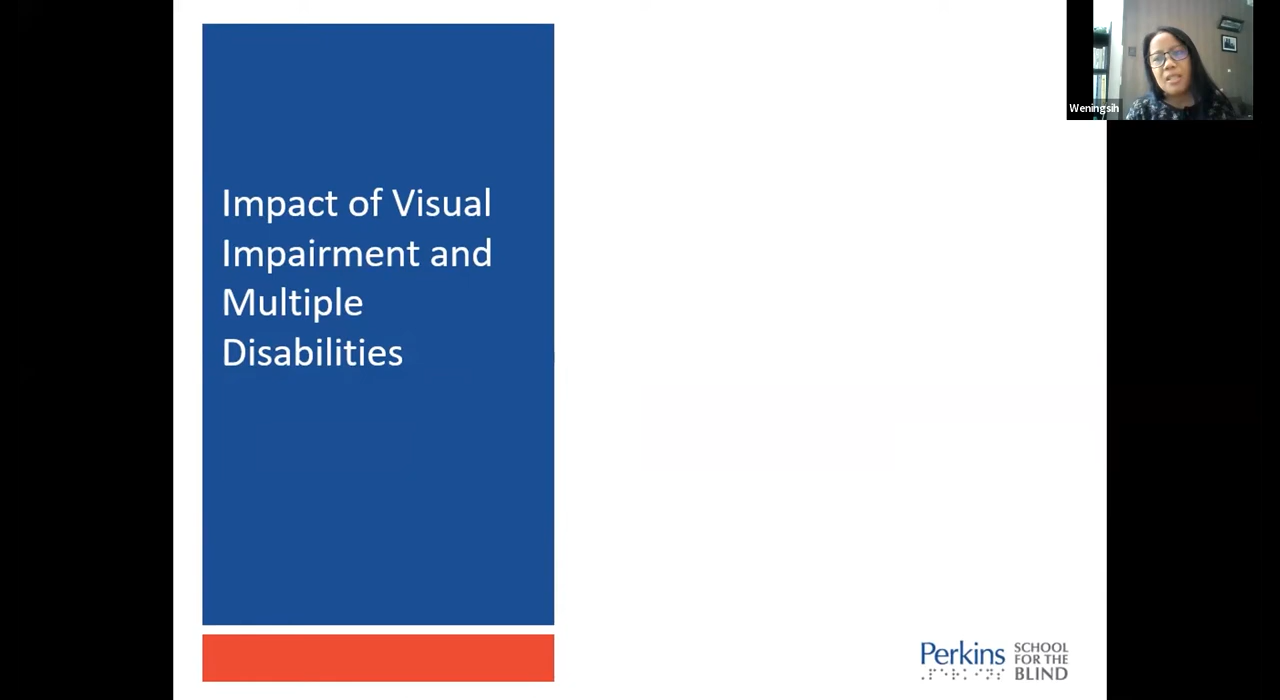 Weningsih
Impact of Visual
Impairment and
Multiple
Disabilities
Perkins
SCHOOL
FOR THE
BLIND
⠠⠏⠑⠗⠅⠊⠝⠎